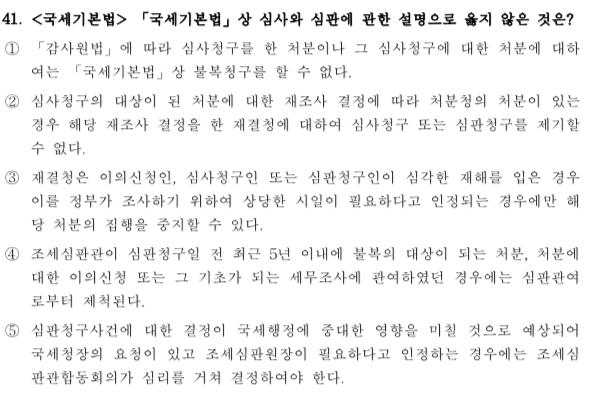 41. <국세기본법> 「국세기본법」상 심사와 심판에 관한 설명으로 옳지 않은 것은?
① 「감사원법」에 따라 심사청구를 한 처분이나 그 심사청구에 대한 처분에 대하
여는 「국세기본법」상 불복청구를 할 수 없다.
② 심사청구의 대상이 된 처분에 대한 재조사 결정에 따라 처분청의 처분이 있는
경우 해당 재조사 결정을 한 재결청에 대하여 심사청구 또는 심판청구를 제기할
수 없다.
③ 재결청은 이의신청인, 심사청구인 또는 심판청구인이 심각한 재해를 입은 경우
이를 정부가 조사하기 위하여 상당한 시일이 필요하다고 인정되는 경우에만 해
당 처분의 집행을 중지할 수 있다.
④ 조세심판관이 심판청구일 전 최근 5년 이내에 불복의 대상이 되는 처분, 처분에
대한 이의신청 또는 그 기초가 되는 세무조사에 관여하였던 경우에는 심판관여
로부터 제척된다.
⑤ 심판청구사건에 대한 결정이 국세행정에 중대한 영향을 미칠 것으로 예상되어
국세청장의 요청이 있고 조세심판원장이 필요하다고 인정하는 경우에는 조세심
판관합동회의가 심리를 거쳐 결정하여야 한다.